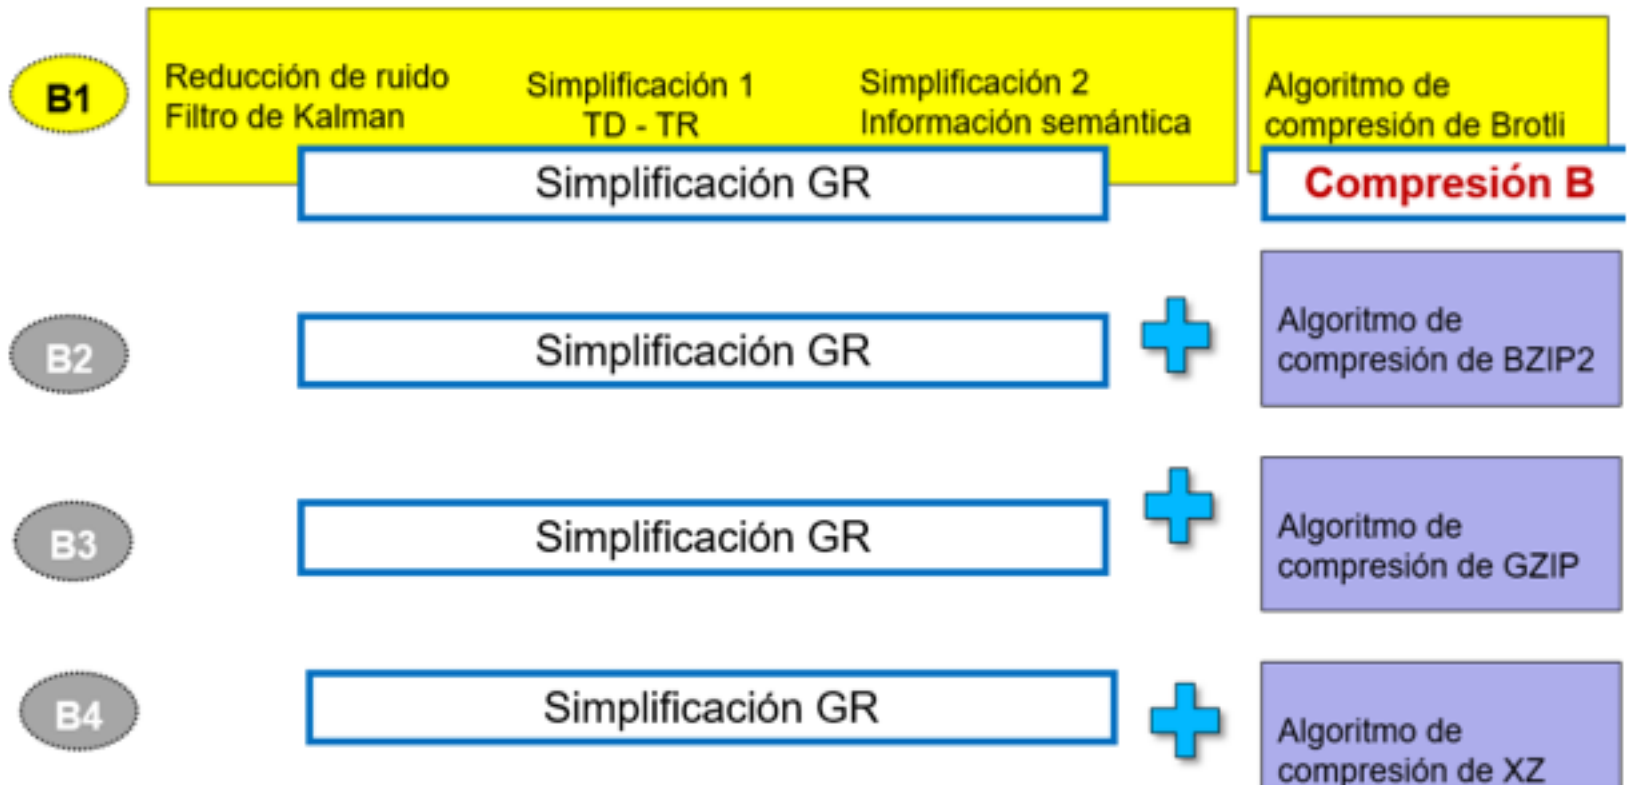 B1
Reducción de ruido
Filtro de Kalman
Simplificación 1
TD - TR
Simplificación 2
Información semántica
Algoritmo de
compresión de Brotli
Simplificación GR
Compresión B
B2
Simplificación GR
Algoritmo de
compresión de BZIP2
B3
Simplificación GR
Algoritmo de
compresión de GZIP
B4
Simplificación GR
Algoritmo de
compresión de XZ